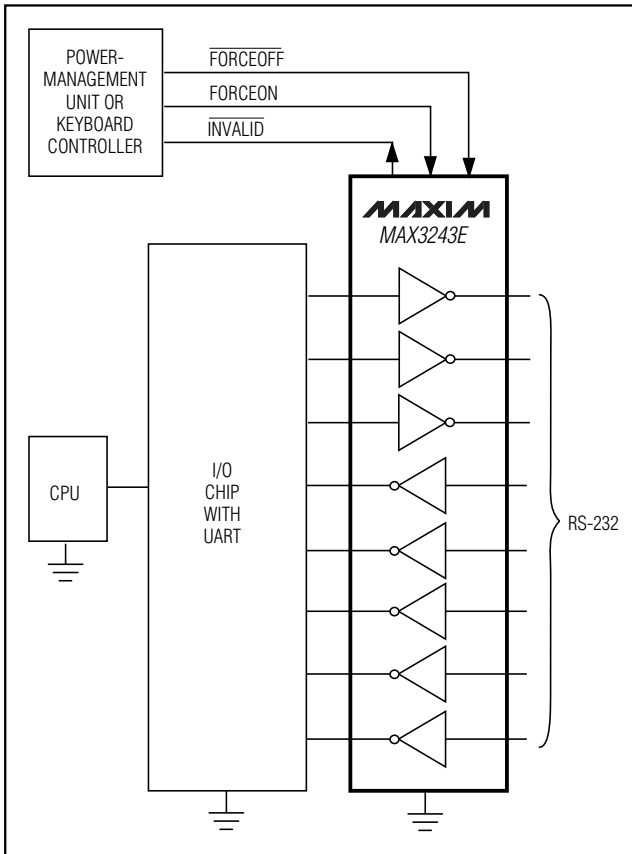 POWER-
MANAGEMENT
UNIT OR
KEYBOARD
CONTROLLER
FORCEOFF
FORCEON
INVALID
MAXIM
MAX3243E
CPU
I/O
CHIP
WITH
UART
RS-232